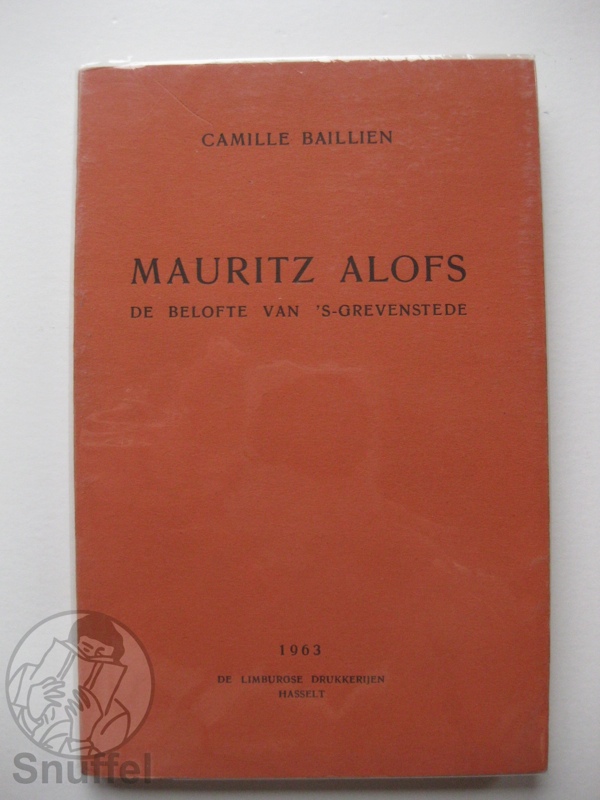 CAMILLE BAILLIEN
MAURITZ ALOFS
DE BELOFTE VAN 'S-GREVENSTEDE
1963
DE LIMBURGSE DRUKKERIJEN
HASSELT
Snuffel